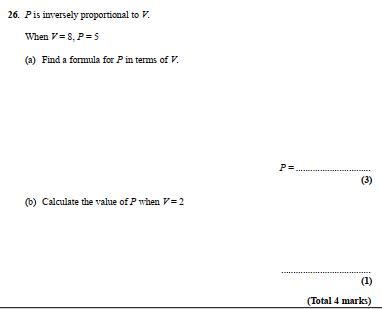 26. P is inversely proportional to V.
When V = 8, P = 5
(a) Find a formula for P in terms of V.
P = ..............................
(3)
(b) Calculate the value of P when V = 2
....................................
(1)
(Total 4 marks)